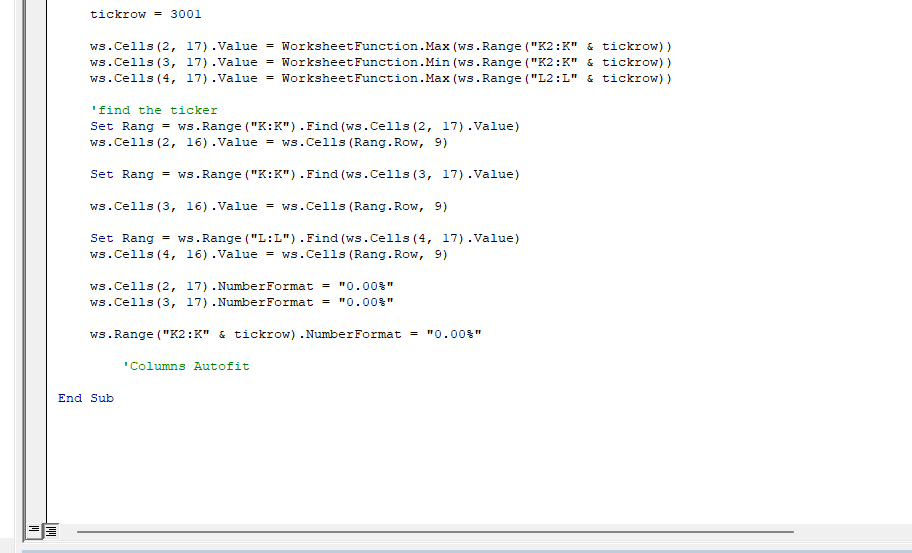 tickrow = 3001
ws.Cells(2, 17).Value = WorksheetFunction.Max(ws.Range("K2:K" & tickrow))
ws.Cells(3, 17).Value = WorksheetFunction.Min(ws.Range("K2:K" & tickrow))
ws.Cells(4, 17).Value = WorksheetFunction.Max(ws.Range("L2:L" & tickrow))
'find the ticker
Set Rang = ws.Range("K:K").Find(ws.Cells(2, 17).Value)
ws.Cells(2, 16).Value = ws.Cells(Rang.Row, 9)
Set Rang = ws.Range("K:K").Find(ws.Cells(3, 17).Value)
ws.Cells(3, 16).Value = ws.Cells(Rang.Row, 9)
Set Rang = ws.Range("L:L").Find(ws.Cells(4, 17).Value)
ws.Cells(4, 16).Value = ws.Cells(Rang.Row, 9)
ws.Cells(2, 17).NumberFormat = "0.00%"
ws.Cells(3, 17).NumberFormat = "0.00%"
ws.Range("K2:K" & tickrow).NumberFormat = "0.00%"
'Columns Autofit
End Sub